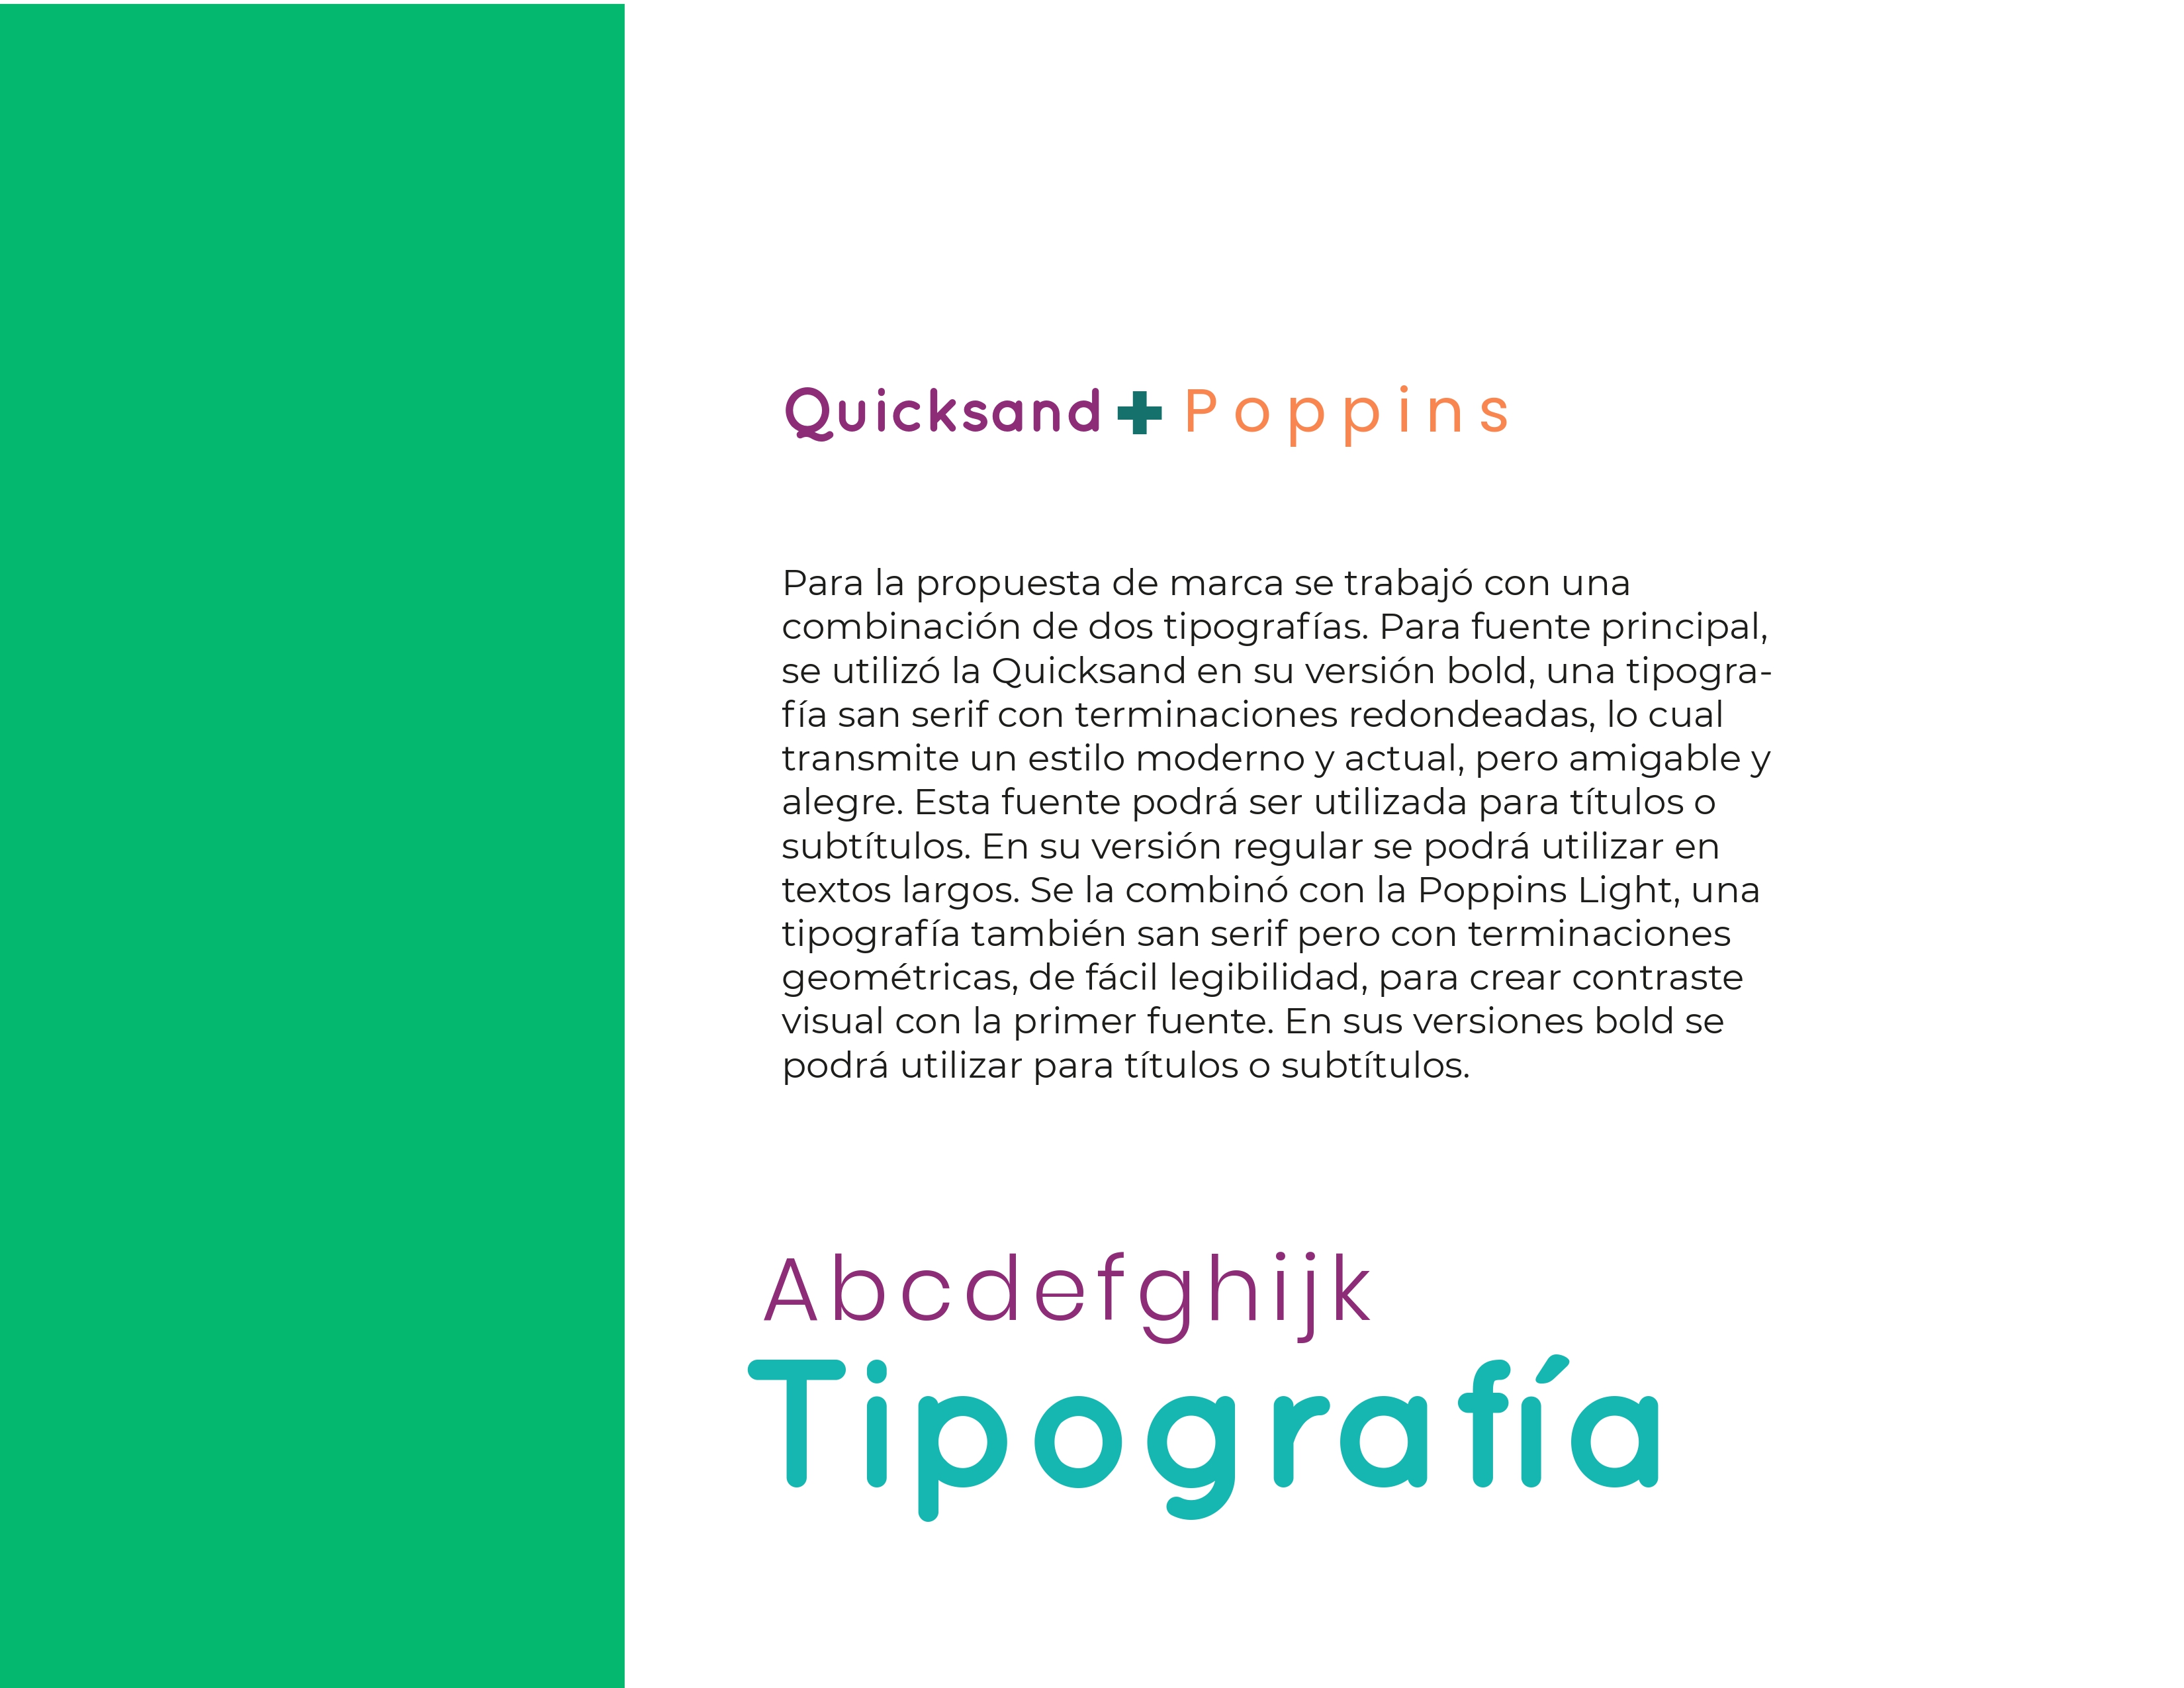 Quicksand + Poppins
Para la propuesta de marca se trabajó con una
combinación de dos tipografías. Para fuente principal,
se utilizó la Quicksand en su versión bold, una tipogra-
fía san serif con terminaciones redondeadas, lo cual
transmite un estilo moderno y actual, pero amigable y
alegre. Esta fuente podrá ser utilizada para títulos o
subtítulos. En su versión regular se podrá utilizar en
textos largos. Se la combinó con la Poppins Light, una
tipografía también san serif pero con terminaciones
geométricas, de fácil legibilidad, para crear contraste
visual con la primer fuente. En sus versiones bold se
podrá utilizar para títulos o subtítulos.
Abcdefghijk
Tipografía